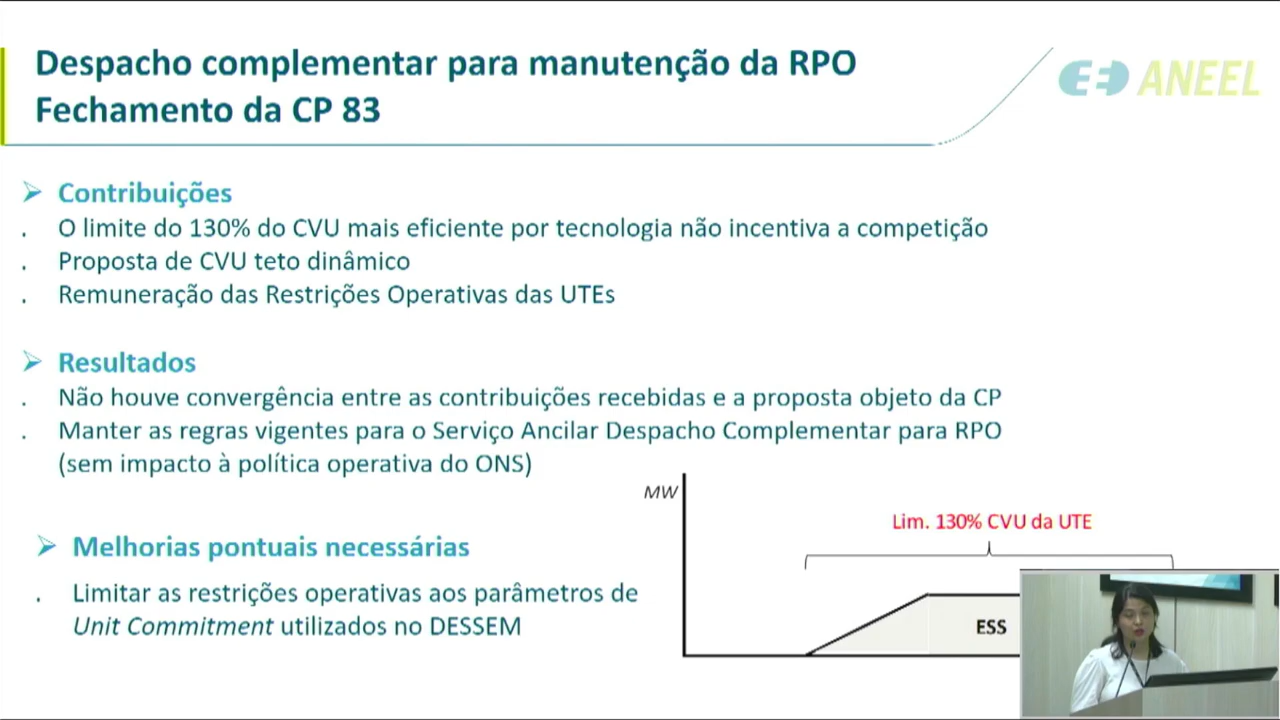 Despacho complementar para manutenção da RPO
Fechamento da CP 83
ANEEL
Contribuições
. O limite do 130% do CVU mais eficiente por tecnologia não incentiva a competição
. Proposta de CVU teto dinâmico
. Remuneração das Restrições Operativas das UTEs
Resultados
. Não houve convergência entre as contribuições recebidas e a proposta objeto da CP
. Manter as regras vigentes para o Serviço Ancilar Despacho Complementar para RPO
(sem impacto à política operativa do ONS)
Melhorias pontuais necessárias
. Limitar as restrições operativas aos parâmetros de
Unit Commitment utilizados no DESSEM
MW
Lim. 130% CVU da UTE
ESS